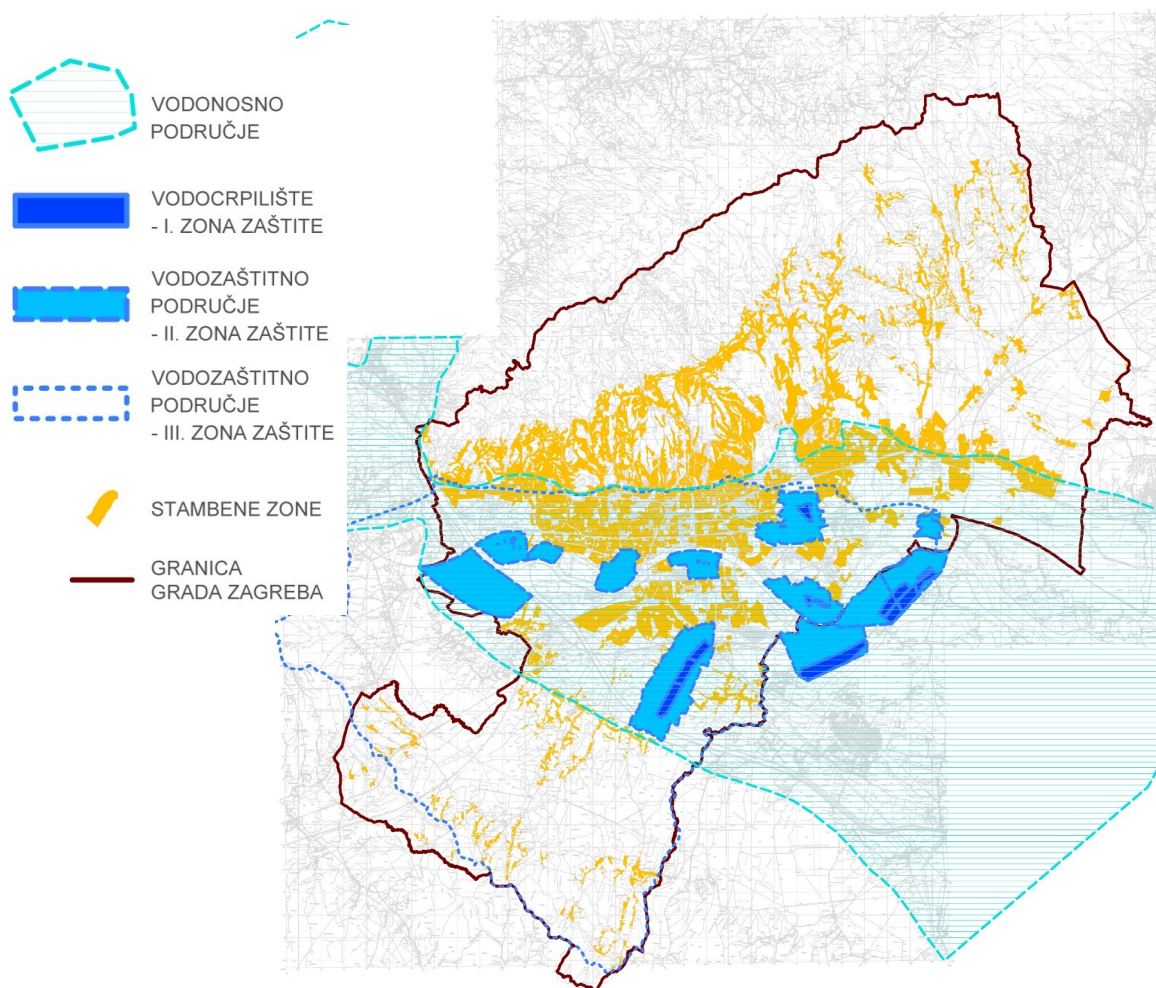 VODONOSNO
PODRUČJE
VODOCRPILIŠTE
- I. ZONA ZAŠTITE
VODOZAŠTITNO
PODRUČJE
- II. ZONA ZAŠTITE
VODOZAŠTITNO
PODRUČJE
- III. ZONA ZAŠTITE
STAMBENE ZONE
GRANICA
GRADA ZAGREBA